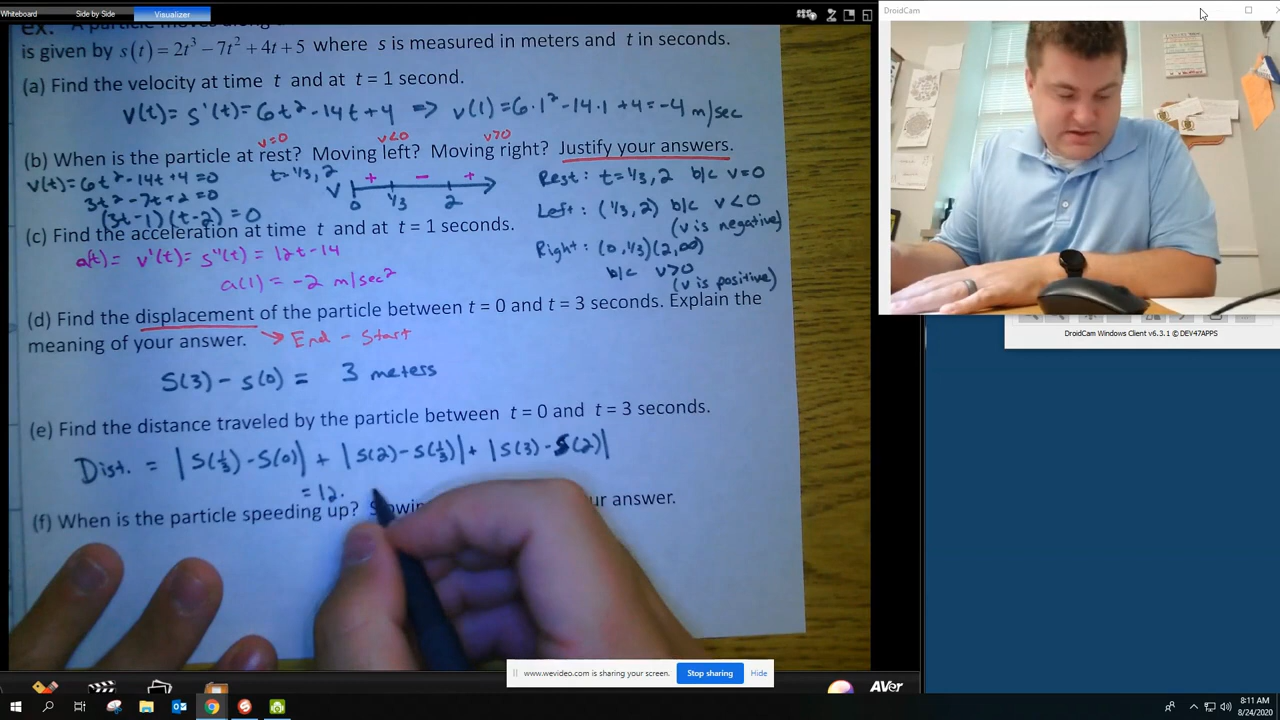 Whiteboard Side by Side Visualizer
DroidCam
is given by s(t) = 2t³ − 7t² + 4t + 5 where s is measured in meters and t in seconds.
(a) Find the velocity at time t and at t = 1 second.
v(t) = s'(t) = 6t² - 14t + 4 ⇒ v(1) = 6·1² - 14·1 + 4 = -4 m/sec
v=0 v<0 v>0
(b) When is the particle at rest? Moving left? Moving right? Justify your answers.
v(t) = 6t² - 14t + 4 = 0
3t² - 7t + 2 = 0
(3t-1)(t-2) = 0
t = 1/3, 2
+ −
V
0 1/3 2
Rest: t = 1/3, 2 b/c v=0
Left: (1/3, 2) b/c v<0
(v is negative)
Right: (0, 1/3)(2, ∞)
b/c v>0
(v is positive)
(c) Find the acceleration at time t and at t = 1 seconds.
a(t) = v'(t) = s''(t) = 12t - 14
a(1) = -2 m/sec²
(d) Find the displacement of the particle between t = 0 and t = 3 seconds. Explain the
meaning of your answer.
End -
S(3) - s(0) = 3 meters
(e) Find the distance traveled by the particle between t = 0 and t = 3 seconds.
Dist. = |S(1/3) - S(0)| + |S(2) - S(1/3)| + |S(3) - S(2)|
= 12.
(f) When is the particle speeding up? your answer.
DroidCam Windows Client v6.3.1 © DEV47APPS
www.wevideo.com is sharing your screen. Stop sharing Hide
AVer
8:11 AM
8/24/2020